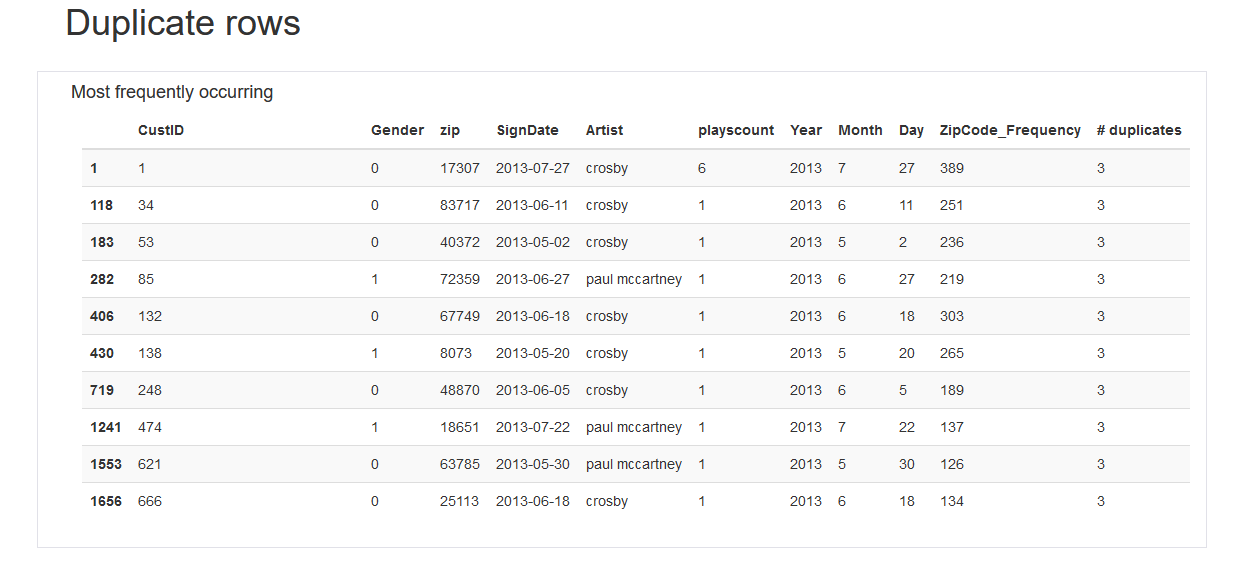 Duplicate rows
Most frequently occurring
CustID Gender zip SignDate Artist playscount Year Month Day ZipCode_Frequency # duplicates
1 1 0 17307 2013-07-27 crosby 6 2013 7 27 389 3
118 34 0 83717 2013-06-11 crosby 1 2013 6 11 251 3
183 53 0 40372 2013-05-02 crosby 1 2013 5 2 236 3
282 85 1 72359 2013-06-27 paul mccartney 1 2013 6 27 219 3
406 132 0 67749 2013-06-18 crosby 1 2013 6 18 303 3
430 138 1 8073 2013-05-20 crosby 1 2013 5 20 265 3
719 248 0 48870 2013-06-05 crosby 1 2013 6 5 189 3
1241 474 1 18651 2013-07-22 paul mccartney 1 2013 7 22 137 3
1553 621 0 63785 2013-05-30 paul mccartney 1 2013 5 30 126 3
1656 666 0 25113 2013-06-18 crosby 1 2013 6 18 134 3